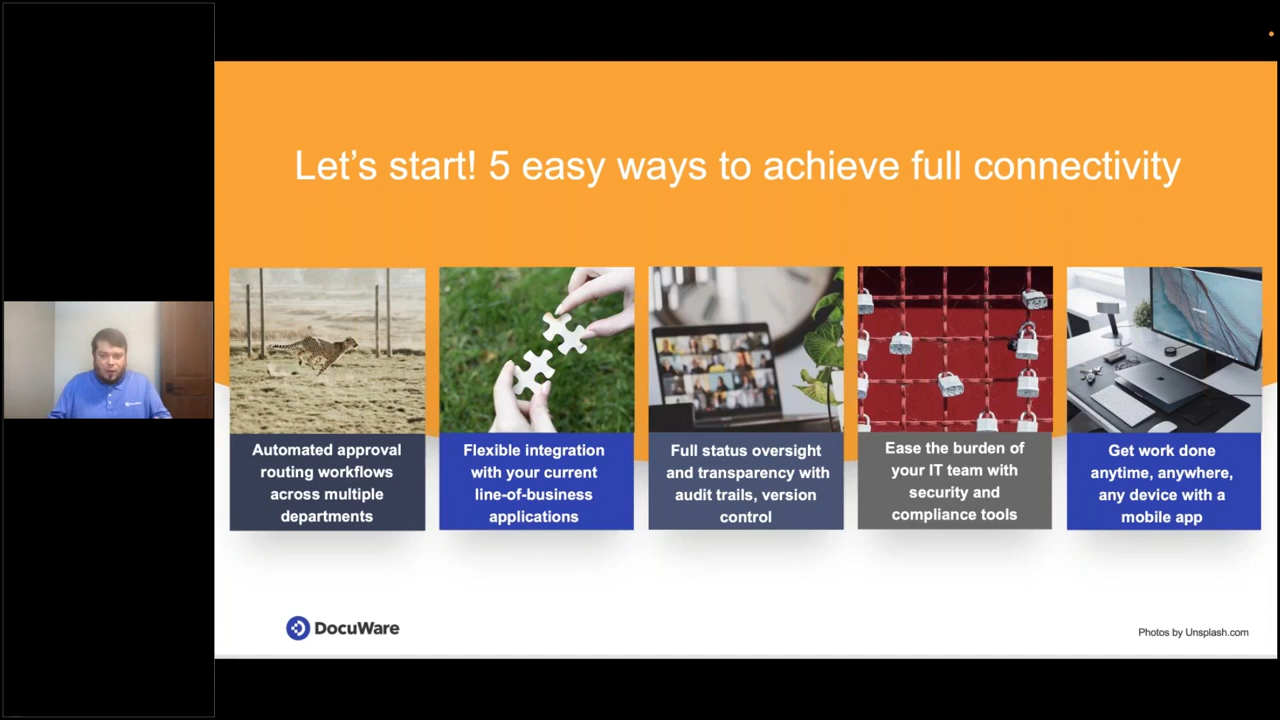 Let's start! 5 easy ways to achieve full connectivity
Automated approval
routing workflows
across multiple
departments
Flexible integration
with your current
line-of-business
applications
Full status oversight
and transparency with
audit trails, version
control
Ease the burden of
your IT team with
security and
compliance tools
Get work done
anytime, anywhere,
any device with a
mobile app
DocuWare
Photos by Unsplash.com